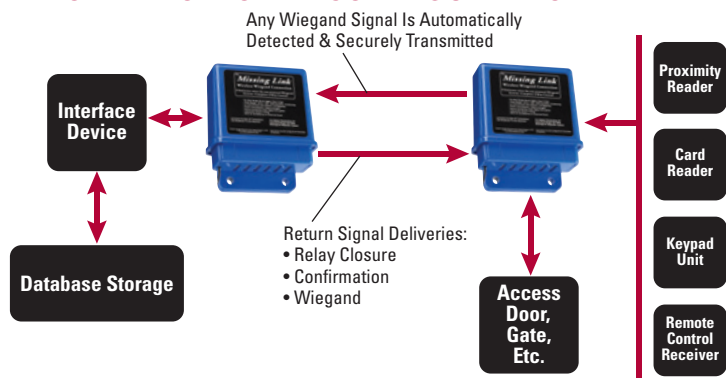 Any Wiegand Signal Is Automatically
Detected & Securely Transmitted
Missing Link
Missing Link
Interface
Device
Proximity
Reader
Card
Reader
Return Signal Deliveries:
• Relay Closure
• Confirmation
• Wiegand
Keypad
Unit
Database Storage
Access
Door,
Gate,
Etc.
Remote
Control
Receiver